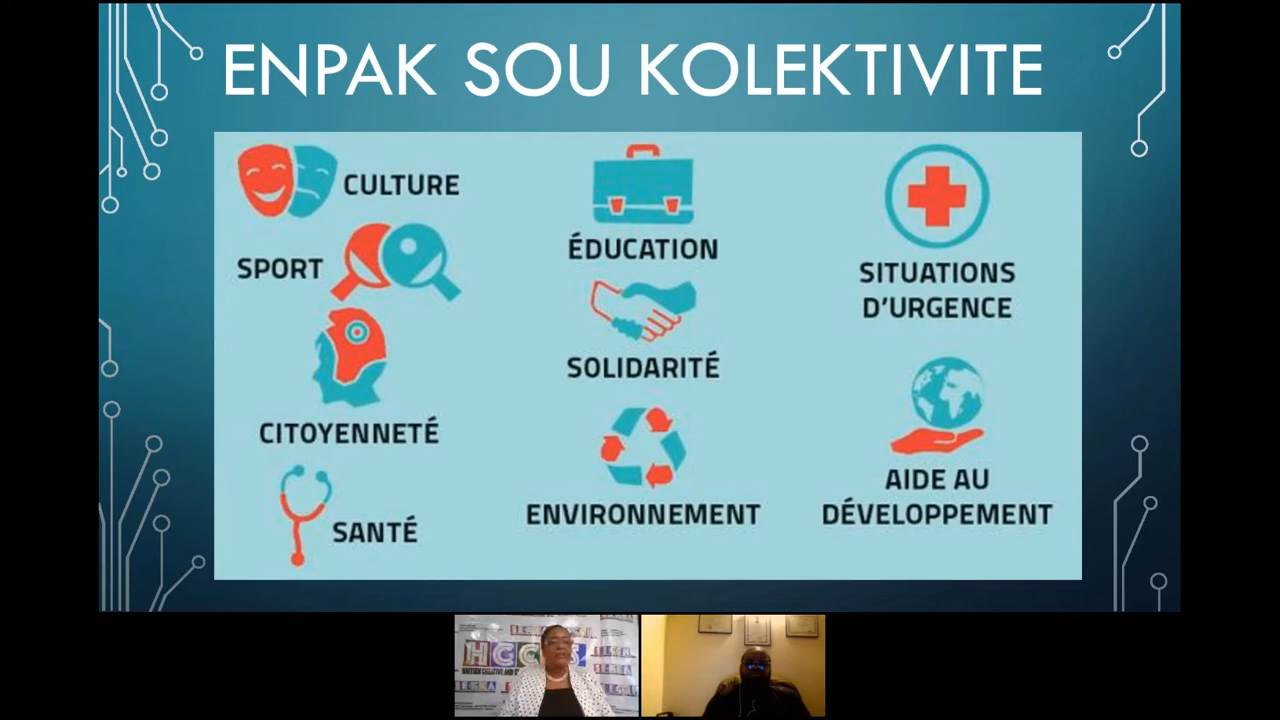 ENPAK SOU KOLEKTIVITE
CULTURE
SPORT
CITOYENNETÉ
SANTÉ
ÉDUCATION
SOLIDARITÉ
ENVIRONNEMENT
SITUATIONS
D'URGENCE
AIDE AU
DÉVELOPPEMENT